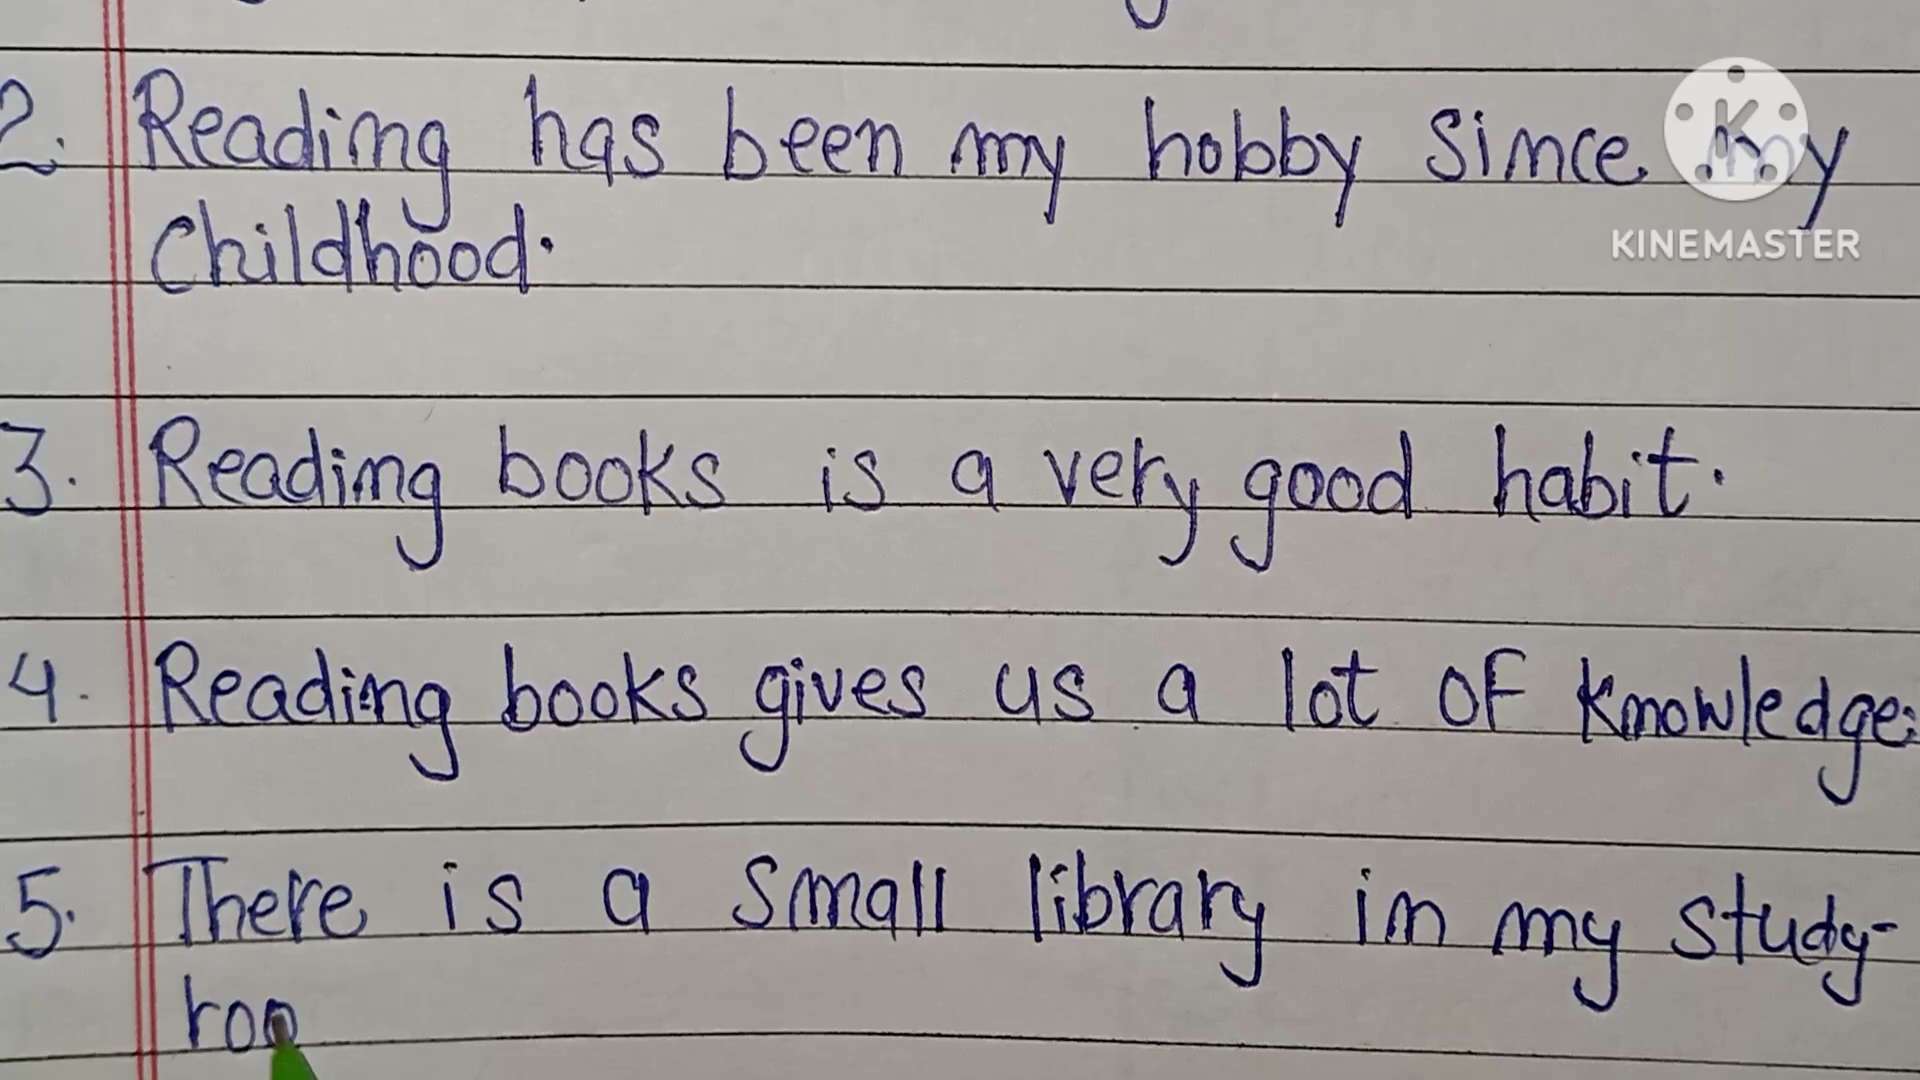 2. Reading has been my hobby since my
Childhood.
KINEMASTER
3. Reading books is a very good habit.
4. Reading books gives us a lot of knowledge.
5. There is a small library in my study-
roo